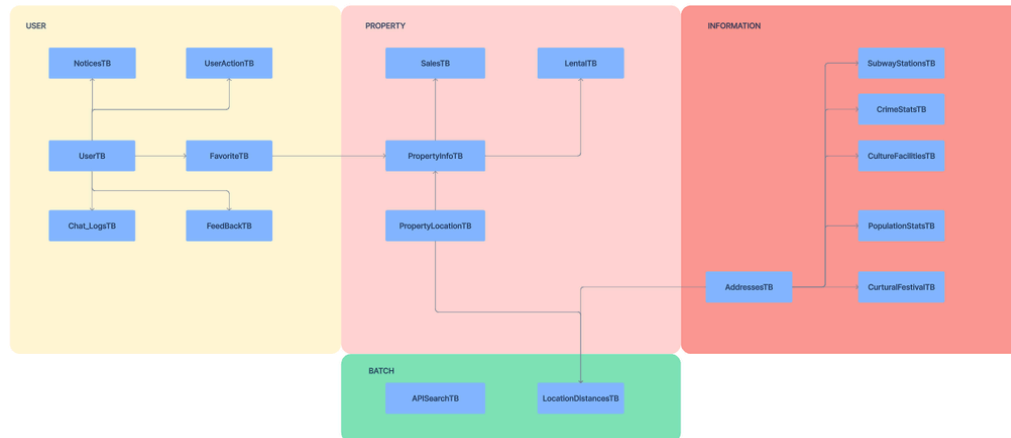 USER
PROPERTY
INFORMATION
NoticesTB
UserActionTB
SalesTB
LentalTB
SubwayStationsTB
CrimeStatsTB
UserTB
FavoriteTB
PropertyInfoTB
CultureFacilitiesTB
Chat_LogsTB
FeedBackTB
PropertyLocationTB
PopulationStatsTB
AddressesTB
CurturalFestivalTB
BATCH
APISearchTB
LocationDIstancesTB